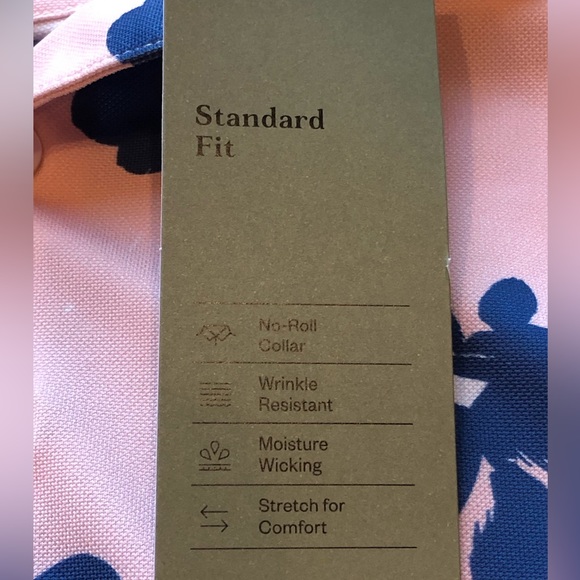 Standard
Fit
No-Roll
Collar
Wrinkle
Resistant
Moisture
Wicking
Stretch for
Comfort